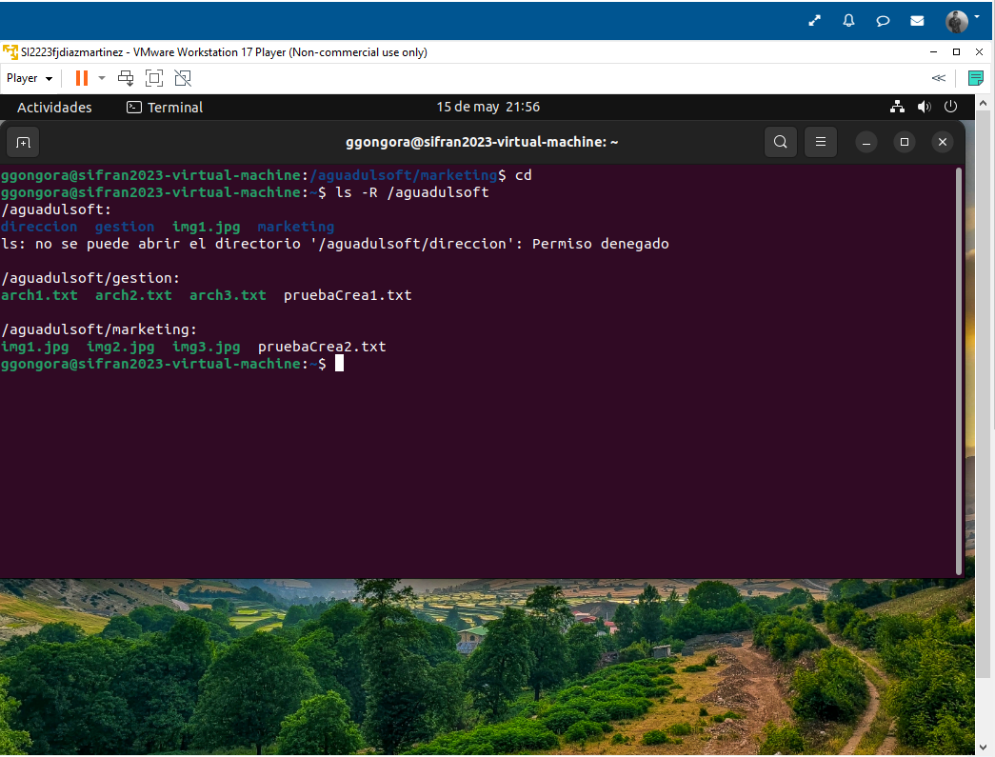 SI2223fjdiazmartinez - VMware Workstation 17 Player (Non-commercial use only)
Player
Actividades Terminal 15 de may 21:56
ggongora@sifran2023-virtual-machine: ~
ggongora@sifran2023-virtual-machine:/aguadulsoft/marketing$ cd
ggongora@sifran2023-virtual-machine:~$ ls -R /aguadulsoft
/aguadulsoft:
direccion gestion img1.jpg marketing
ls: no se puede abrir el directorio '/aguadulsoft/direccion': Permiso denegado
/aguadulsoft/gestion:
arch1.txt arch2.txt arch3.txt pruebaCrea1.txt
/aguadulsoft/marketing:
img1.jpg img2.jpg img3.jpg pruebaCrea2.txt
ggongora@sifran2023-virtual-machine:~$